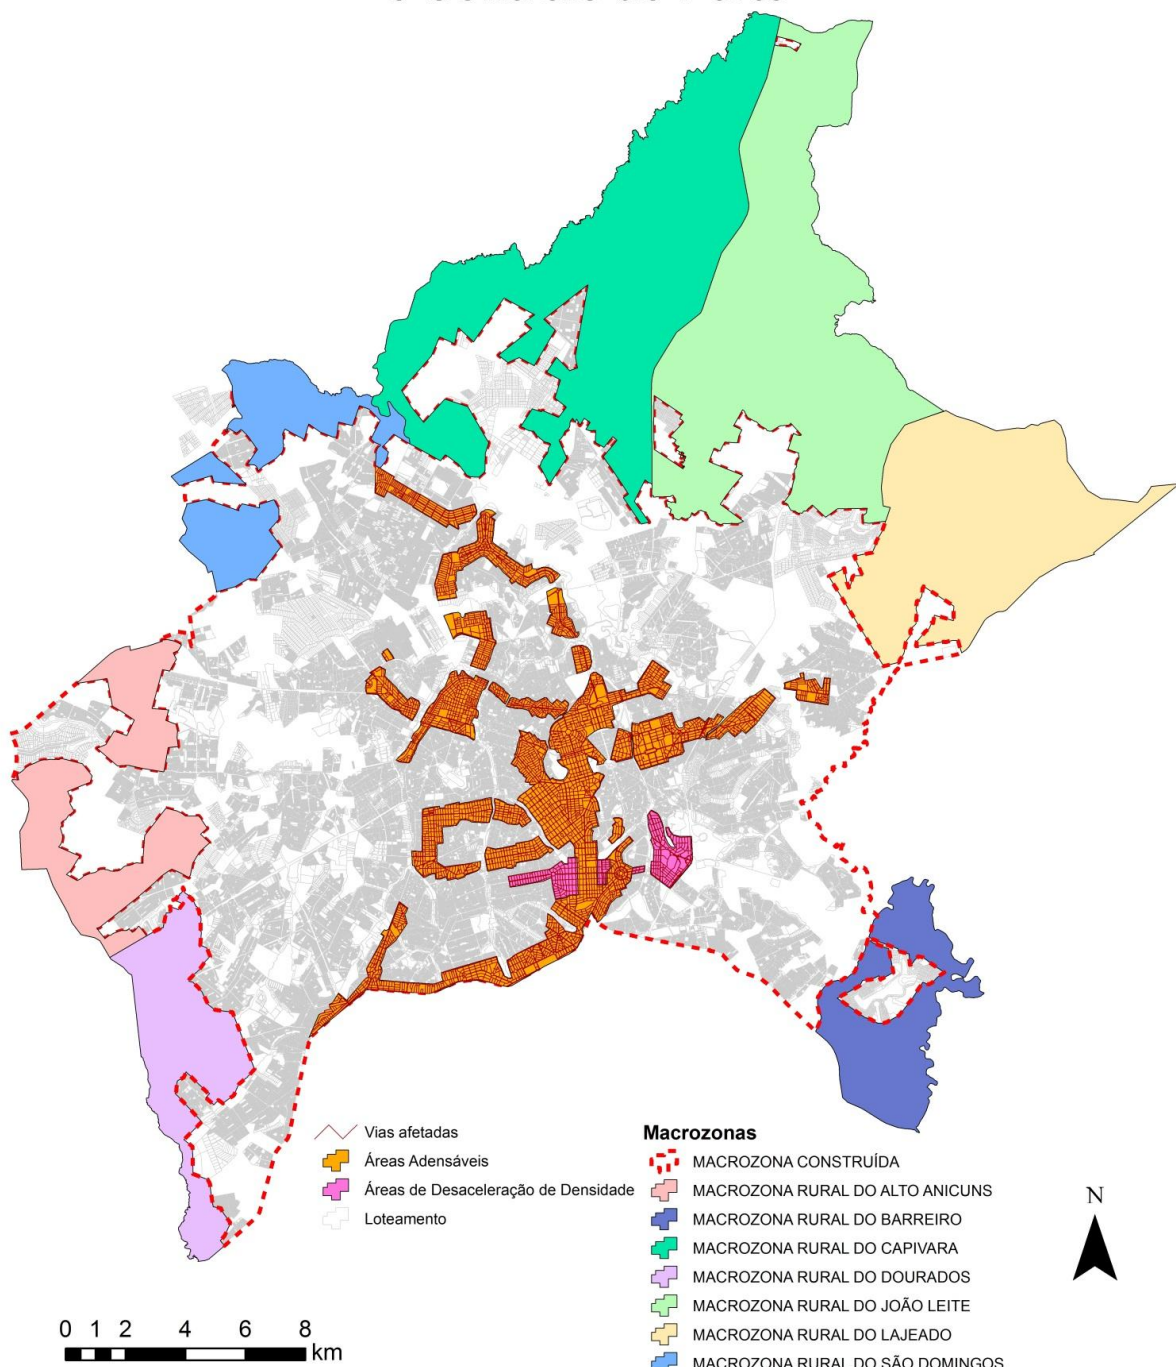 Vias afetadas
Áreas Adensáveis
Áreas de Desaceleração de Densidade
Loteamento
Macrozonas
MACROZONA CONSTRUÍDA
MACROZONA RURAL DO ALTO ANICUNS
MACROZONA RURAL DO BARREIRO
MACROZONA RURAL DO CAPIVARA
MACROZONA RURAL DO DOURADOS
MACROZONA RURAL DO JOÃO LEITE
MACROZONA RURAL DO LAJEADO
MACROZONA RURAL DO SÃO DOMINGOS
N
0 1 2 4 6 8
km